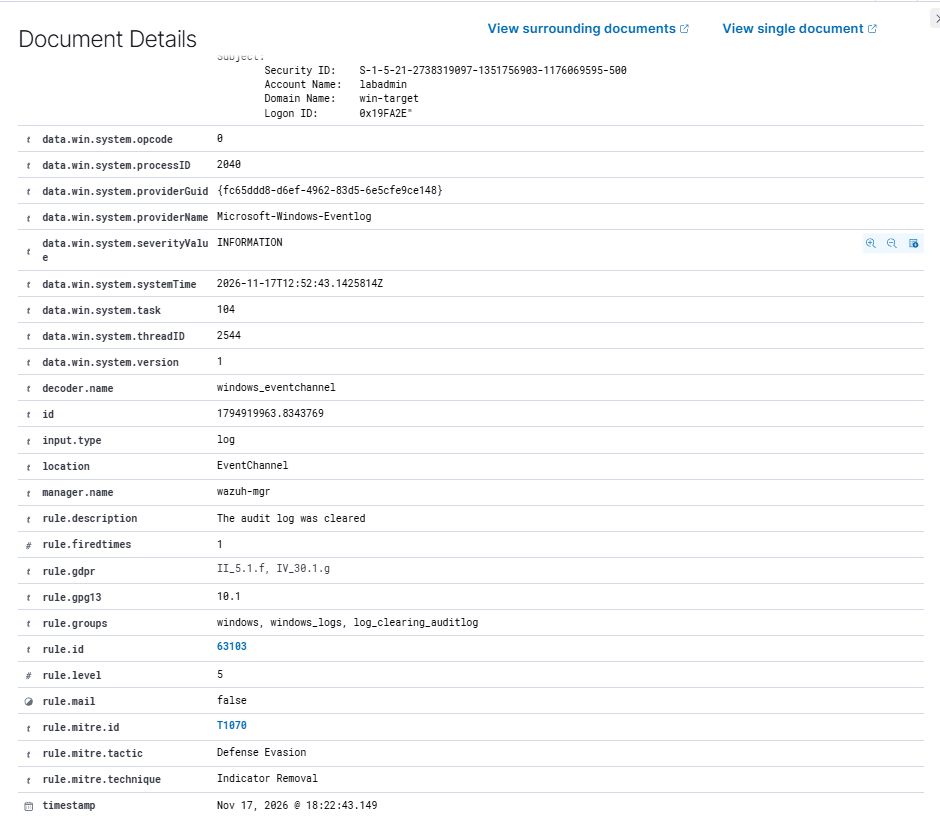 Document Details
View surrounding documents
View single document
Subject:
Security ID: S-1-5-21-2738319097-1351756903-1176069595-500
Account Name: labadmin
Domain Name: win-target
Logon ID: 0x19FA2E"
t data.win.system.opcode 0
t data.win.system.processID 2040
t data.win.system.providerGuid {fc65ddd8-d6ef-4962-83d5-6e5cfe9ce148}
t data.win.system.providerName Microsoft-Windows-Eventlog
t data.win.system.severityValu INFORMATION
e
t data.win.system.systemTime 2026-11-17T12:52:43.1425814Z
t data.win.system.task 104
t data.win.system.threadID 2544
t data.win.system.version 1
t decoder.name windows_eventchannel
t id 1794919963.8343769
t input.type log
t location EventChannel
t manager.name wazuh-mgr
t rule.description The audit log was cleared
# rule.firedtimes 1
t rule.gdpr II_5.1.f, IV_30.1.g
t rule.gpg13 10.1
t rule.groups windows, windows_logs, log_clearing_auditlog
t rule.id 63103
# rule.level 5
rule.mail false
t rule.mitre.id T1070
t rule.mitre.tactic Defense Evasion
t rule.mitre.technique Indicator Removal
timestamp Nov 17, 2026 @ 18:22:43.149